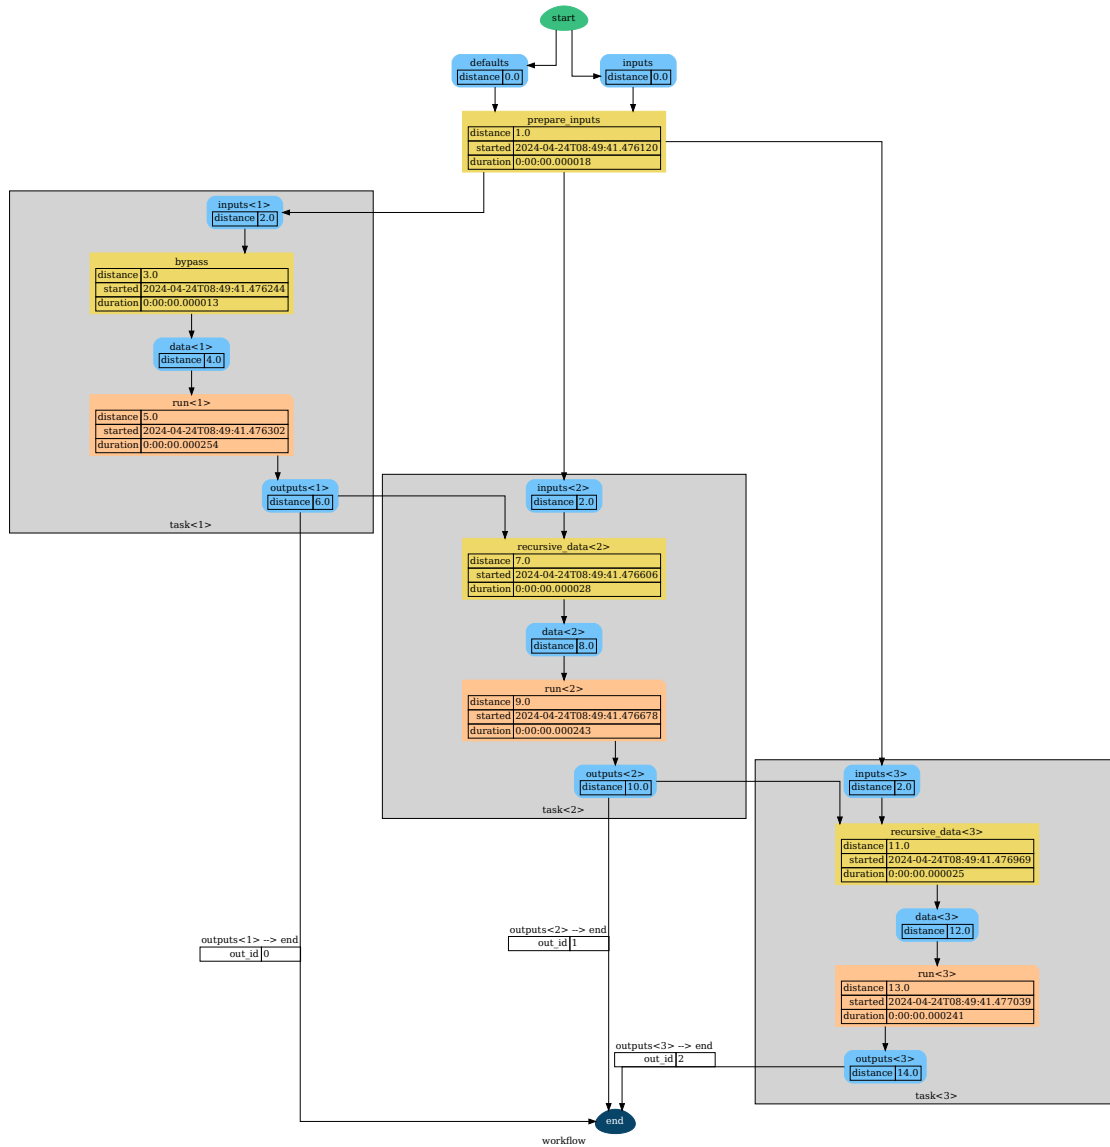 start
defaults
distance 0.0
inputs
distance 0.0
prepare_inputs
distance 1.0
started 2024-04-24T08:49:41.476120
duration 0:00:00.000018
inputs<1>
distance 2.0
bypass
distance 3.0
started 2024-04-24T08:49:41.476244
duration 0:00:00.000013
data<1>
distance 4.0
run<1>
distance 5.0
started 2024-04-24T08:49:41.476302
duration 0:00:00.000254
outputs<1>
distance 6.0
task<1>
inputs<2>
distance 2.0
recursive_data<2>
distance 7.0
started 2024-04-24T08:49:41.476606
duration 0:00:00.000028
data<2>
distance 8.0
run<2>
distance 9.0
started 2024-04-24T08:49:41.476678
duration 0:00:00.000243
outputs<2>
distance 10.0
task<2>
inputs<3>
distance 2.0
recursive_data<3>
distance 11.0
started 2024-04-24T08:49:41.476969
duration 0:00:00.000025
data<3>
distance 12.0
run<3>
distance 13.0
started 2024-04-24T08:49:41.477039
duration 0:00:00.000241
outputs<3>
distance 14.0
task<3>
outputs<1> --> end
out_id 0
outputs<2> --> end
out_id 1
outputs<3> --> end
out_id 2
end
workflow